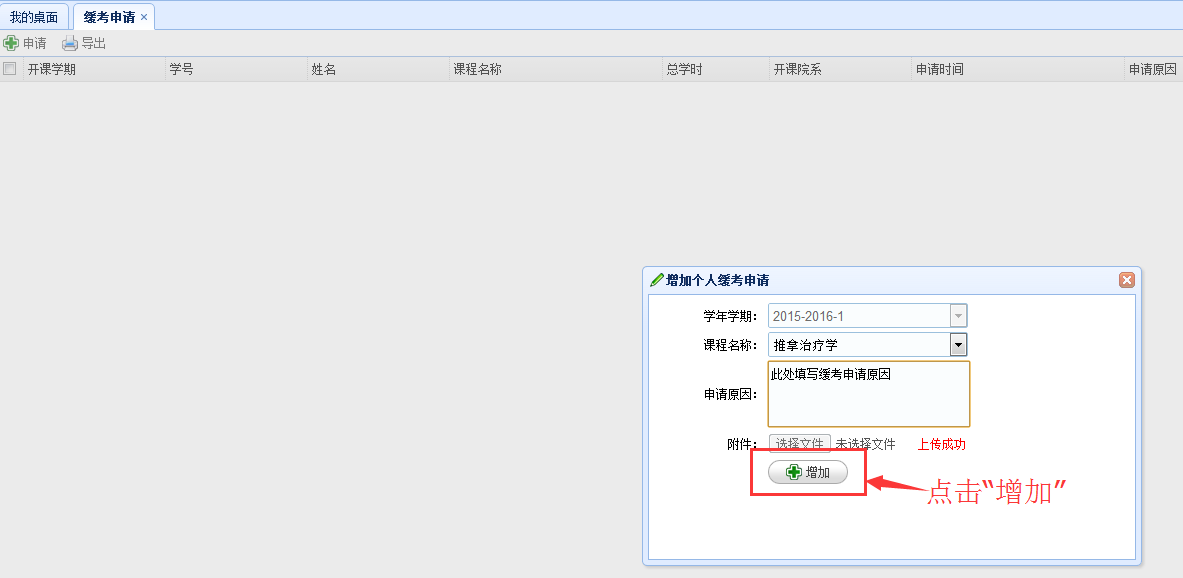 我的桌面 缓考申请 ×
申请 导出
开课学期 学号 姓名 课程名称 总学时 开课院系 申请时间 申请原因
增加个人缓考申请
学年学期： 2015-2016-1
课程名称： 推拿治疗学
申请原因： 此处填写缓考申请原因
附件： 选择文件 未选择文件 上传成功
增加
点击“增加”